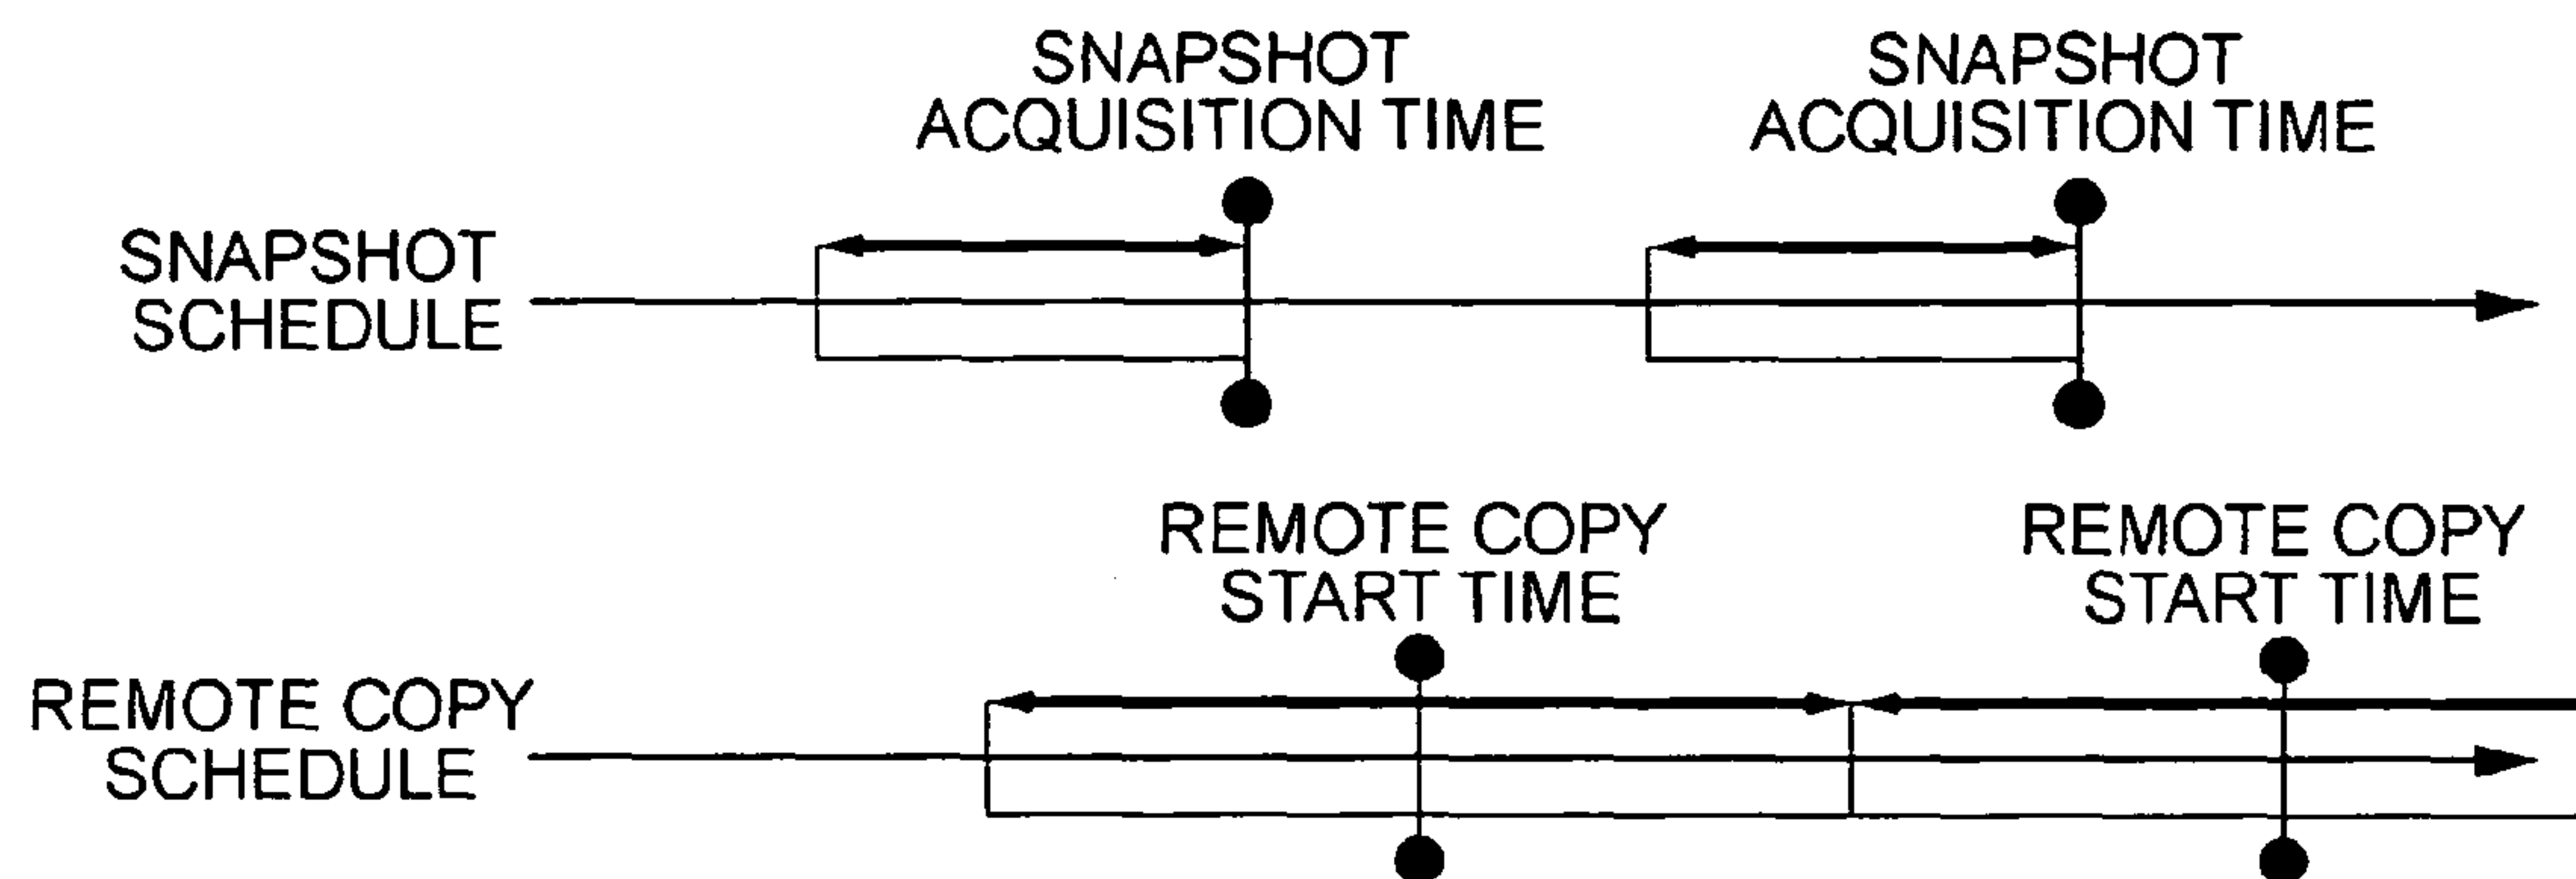 SNAPSHOT
ACQUISITION TIME
SNAPSHOT
ACQUISITION TIME
SNAPSHOT
SCHEDULE
REMOTE COPY
START TIME
REMOTE COPY
START TIME
REMOTE COPY
SCHEDULE